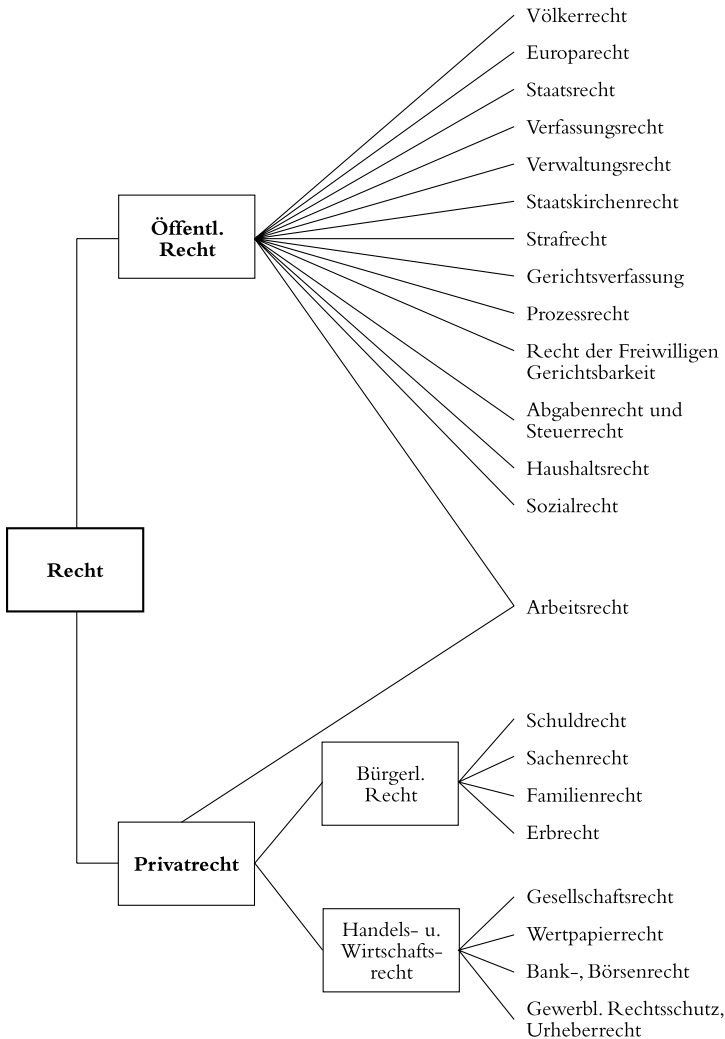 Völkerrecht
Europarecht
Staatsrecht
Verfassungsrecht
Verwaltungsrecht
Staatskirchenrecht
Öffentl.
Recht
Strafrecht
Gerichtsverfassung
Prozessrecht
Recht der Freiwilligen
Gerichtsbarkeit
Abgabenrecht und
Steuerrecht
Haushaltsrecht
Sozialrecht
Recht
Arbeitsrecht
Privatrecht
Bürgerl.
Recht
Schuldrecht
Sachenrecht
Familienrecht
Erbrecht
Handels- u.
Wirtschafts-
recht
Gesellschaftsrecht
Wertpapierrecht
Bank-, Börsenrecht
Gewerbl. Rechtsschutz,
Urheberrecht